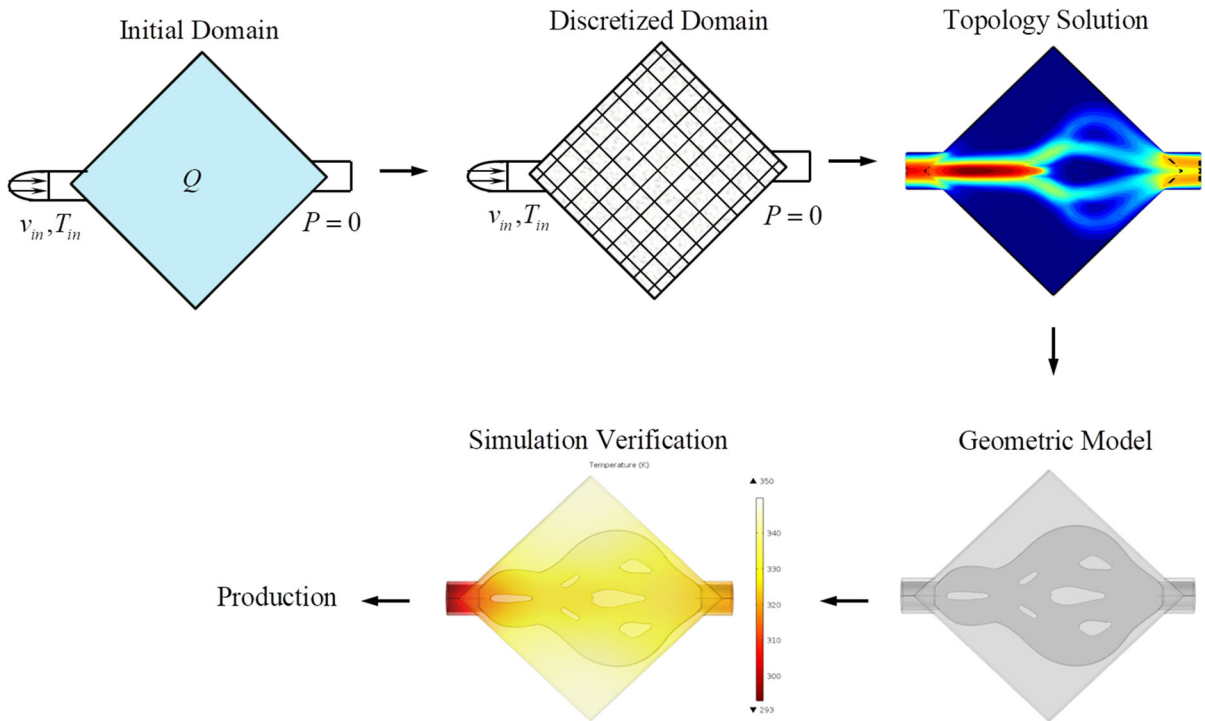 Initial Domain
Q
v_in, T_in
P = 0
Discretized Domain
v_in, T_in
P = 0
Topology Solution
Geometric Model
Simulation Verification
Temperature (K)
▲ 350
340
330
320
310
300
▼ 293
Production